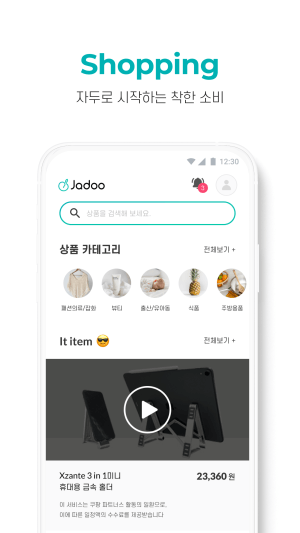 Shopping
자두로 시작하는 착한 소비
12:30
Jadoo
3
상품을 검색해 보세요.
상품 카테고리
전체보기 +
패션의류/잡화
뷰티
출산/유아동
식품
주방용품
It item 😎
전체보기 +
Xzante 3 in 1미니
휴대용 금속 홀더
23,360 원
이 서비스는 쿠팡 파트너스 활동의 일환으로,
이에 따른 일정액의 수수료를 제공받습니다